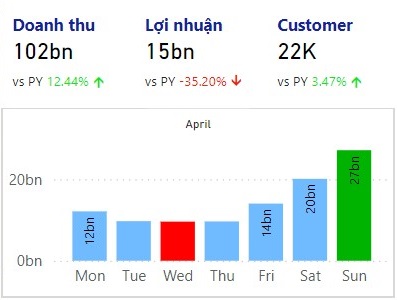 Doanh thu
102bn
vs PY 12.44% ↑
Lợi nhuận
15bn
vs PY -35.20% ↓
Customer
22K
vs PY 3.47% ↑
April
20bn
0bn
12bn
14bn
20bn
27bn
Mon Tue Wed Thu Fri Sat Sun